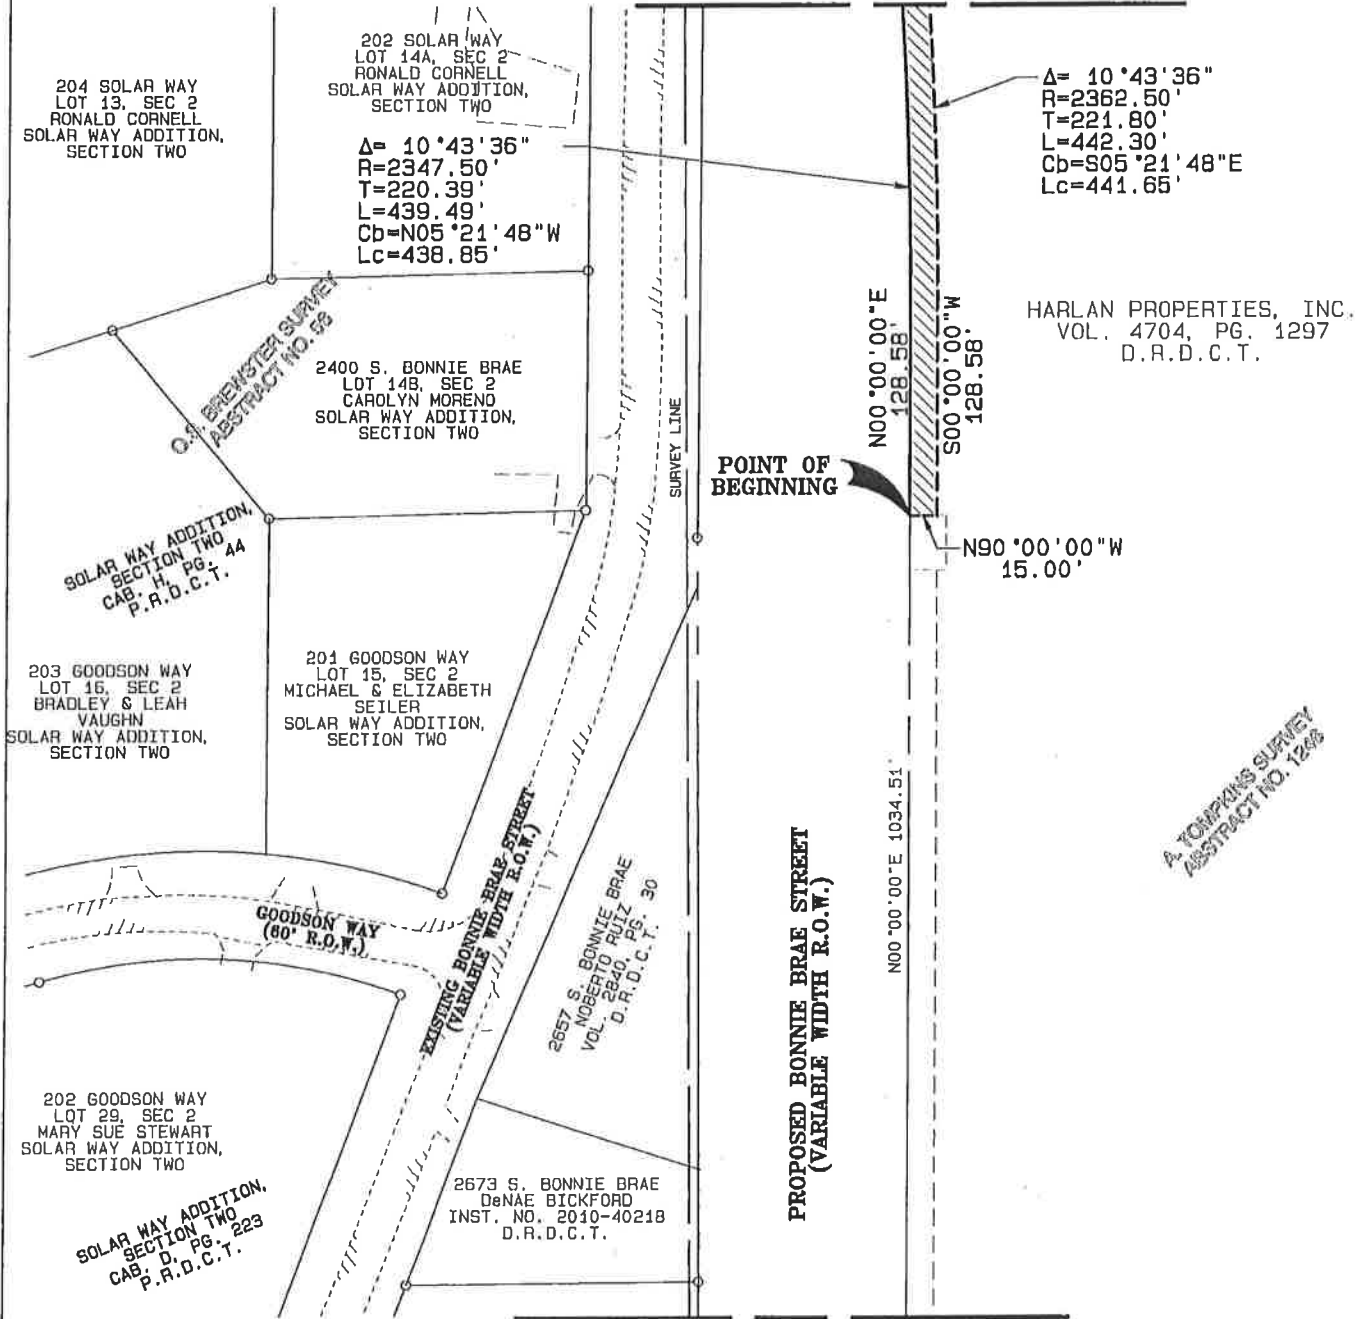 204 SOLAR WAY
LOT 13, SEC 2
RONALD CORNELL
SOLAR WAY ADDITION,
SECTION TWO
202 SOLAR WAY
LOT 14A, SEC 2
RONALD CORNELL
SOLAR WAY ADDITION,
SECTION TWO
Δ= 10°43'36"
R=2347.50'
T=220.39'
L=439.49'
Cb=N05°21'48"W
Lc=438.85'
Δ= 10°43'36"
R=2362.50'
T=221.80'
L=442.30'
Cb=S05°21'48"E
Lc=441.65'
N00°00'00"E
128.58'
S00°00'00"W
128.58'
HARLAN PROPERTIES, INC.
VOL. 4704, PG. 1297
D.R.D.C.T.
O.S. BREWSTER SURVEY
ABSTRACT NO. 56
2400 S. BONNIE BRAE
LOT 14B, SEC 2
CAROLYN MORENO
SOLAR WAY ADDITION,
SECTION TWO
SURVEY LINE
POINT OF
BEGINNING
N90°00'00"W
15.00'
SOLAR WAY ADDITION,
SECTION TWO
CAB. H, PG. 44
P.R.D.C.T.
203 GOODSON WAY
LOT 16, SEC 2
BRADLEY & LEAH
VAUGHN
SOLAR WAY ADDITION,
SECTION TWO
201 GOODSON WAY
LOT 15, SEC 2
MICHAEL & ELIZABETH
SEILER
SOLAR WAY ADDITION,
SECTION TWO
A. TOMPKINS SURVEY
ABSTRACT NO. 1246
N00°00'00"E 1034.51'
GOODSON WAY
(60' R.O.W.)
EXISTING BONNIE BRAE STREET
(VARIABLE WIDTH R.O.W.)
2657 S. BONNIE BRAE
NOBERTO RUIZ
VOL. 2840, PG. 30
D.R.D.C.T.
PROPOSED BONNIE BRAE STREET
(VARIABLE WIDTH R.O.W.)
202 GOODSON WAY
LOT 29, SEC 2
MARY SUE STEWART
SOLAR WAY ADDITION,
SECTION TWO
SOLAR WAY ADDITION,
SECTION TWO
CAB. D, PG. 223
P.R.D.C.T.
2673 S. BONNIE BRAE
DeNAE BICKFORD
INST. NO. 2010-40218
D.R.D.C.T.